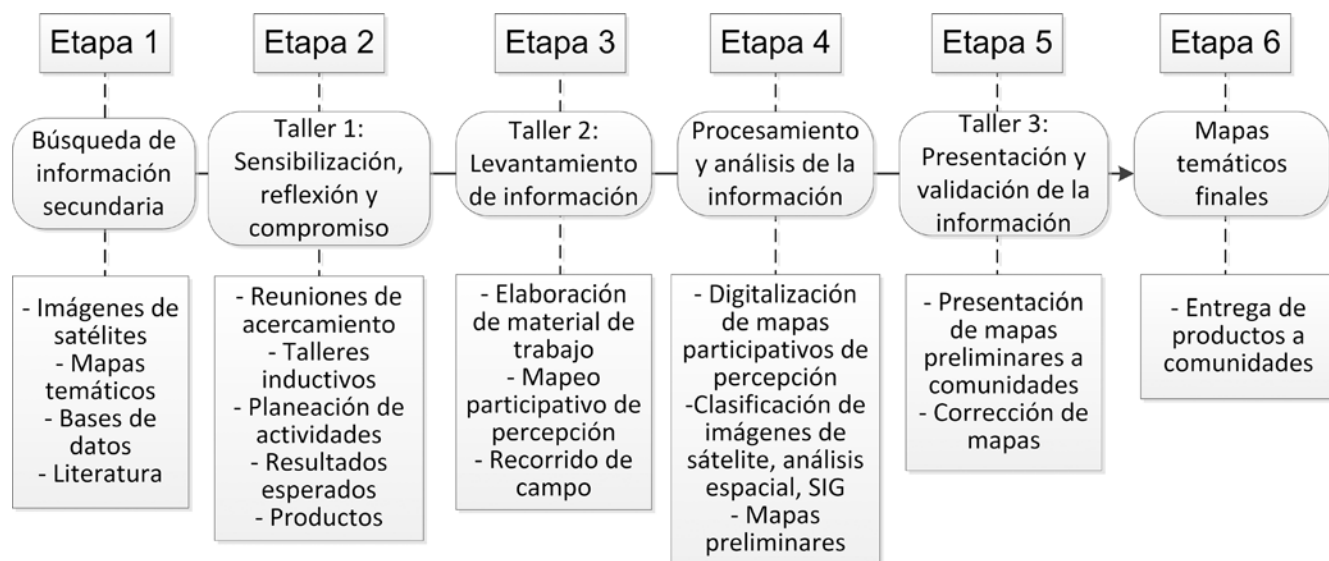 Etapa 1
Etapa 2
Etapa 3
Etapa 4
Etapa 5
Etapa 6
Búsqueda de
información
secundaria
Taller 1:
Sensibilización,
reflexión y
compromiso
Taller 2:
Levantamiento
de información
Procesamiento
y análisis de la
información
Taller 3:
Presentación y
validación de la
información
Mapas
temáticos
finales
- Imágenes de
satélites
- Mapas
temáticos
- Bases de
datos
- Literatura
- Reuniones de
acercamiento
- Talleres
inductivos
- Planeación de
actividades
- Resultados
esperados
- Productos
- Elaboración
de material de
trabajo
- Mapeo
participativo de
percepción
- Recorrido de
campo
- Digitalización
de mapas
participativos de
percepción
-Clasificación de
imágenes de
sátelite, análisis
espacial, SIG
- Mapas
preliminares
- Presentación
de mapas
preliminares a
comunidades
- Corrección de
mapas
- Entrega de
productos a
comunidades